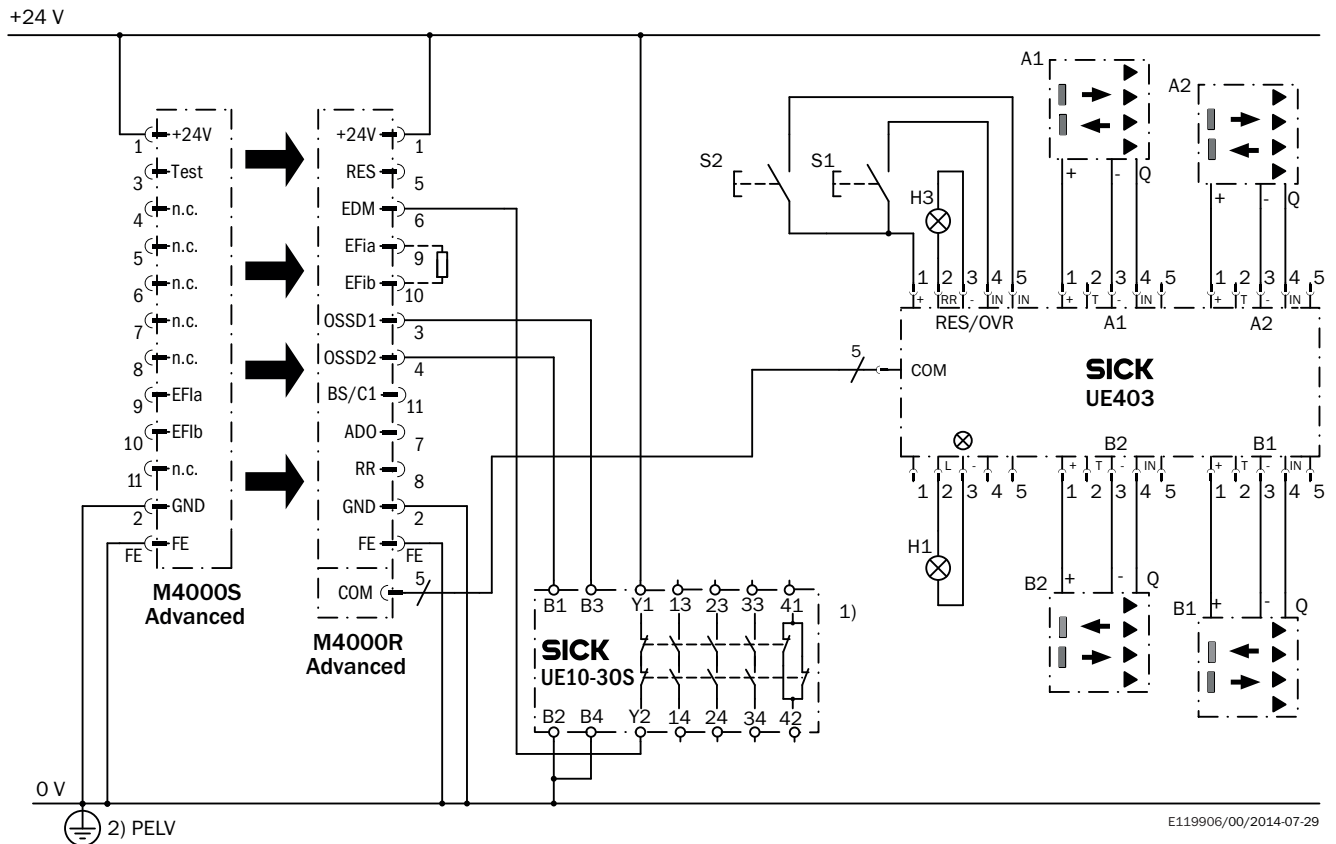 +24 V
A1
A2
+24V
1
Test
3
n.c.
4
n.c.
5
n.c.
6
n.c.
7
n.c.
8
EFIa
9
EFIb
10
n.c.
11
GND
2
FE
FE
M4000S
Advanced
+24V
1
RES
5
EDM
6
EFia
9
EFib
10
OSSD1
3
OSSD2
4
BS/C1
11
ADO
7
RR
8
GND
2
FE
FE
COM
5
M4000R
Advanced
S2
S1
H3
+ - Q
+ - Q
1 2 3 4 5
+ RR - IN IN
RES/OVR
1 2 3 4 5
+ T - IN
A1
1 2 3 4 5
+ T - IN
A2
5
COM
SICK
UE403
B2
B1
L -
1 2 3 4 5
+ T - IN
1 2 3 4 5
+ T - IN
1 2 3 4 5
H1
B2
+ - Q
B1
+ - Q
B1 B3 Y1 13 23 33 41
1)
SICK
UE10-30S
B2 B4 Y2 14 24 34 42
0 V
2) PELV
E119906/00/2014-07-29